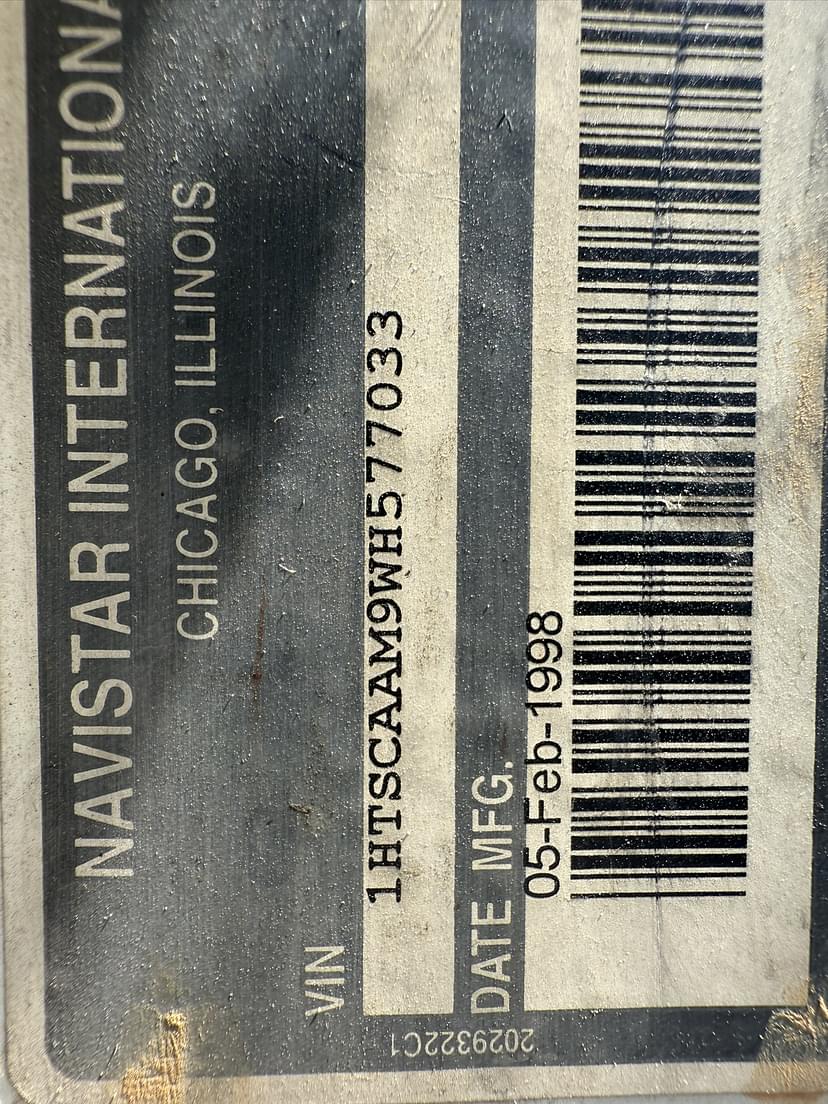 NAVISTAR INTERNATIONA
CHICAGO, ILLINOIS
VIN
1HTSCAAM9WH577033
DATE MFG.
05-Feb-1998
2029322C1